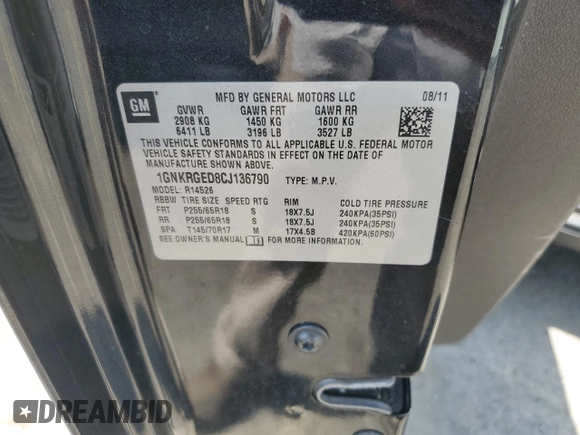 GM
MFD BY GENERAL MOTORS LLC 08/11
GVWR GAWR FRT GAWR RR
2908 KG 1450 KG 1600 KG
6411 LB 3196 LB 3527 LB
THIS VEHICLE CONFORMS TO ALL APPLICABLE U.S. FEDERAL MOTOR
VEHICLE SAFETY STANDARDS IN EFFECT ON THE DATE OF
MANUFACTURE SHOWN ABOVE.
1GNKRGED8CJ136790 TYPE: M.P.V.
MODEL: R14526
RBBW TIRE SIZE SPEED RTG RIM COLD TIRE PRESSURE
FRT P255/65R18 S 18X7.5J 240KPA(35PSI)
RR P255/65R18 S 18X7.5J 240KPA(35PSI)
SPA T145/70R17 M 17X4.5B 420KPA(60PSI)
SEE OWNER'S MANUAL FOR MORE INFORMATION.
DREAMBID